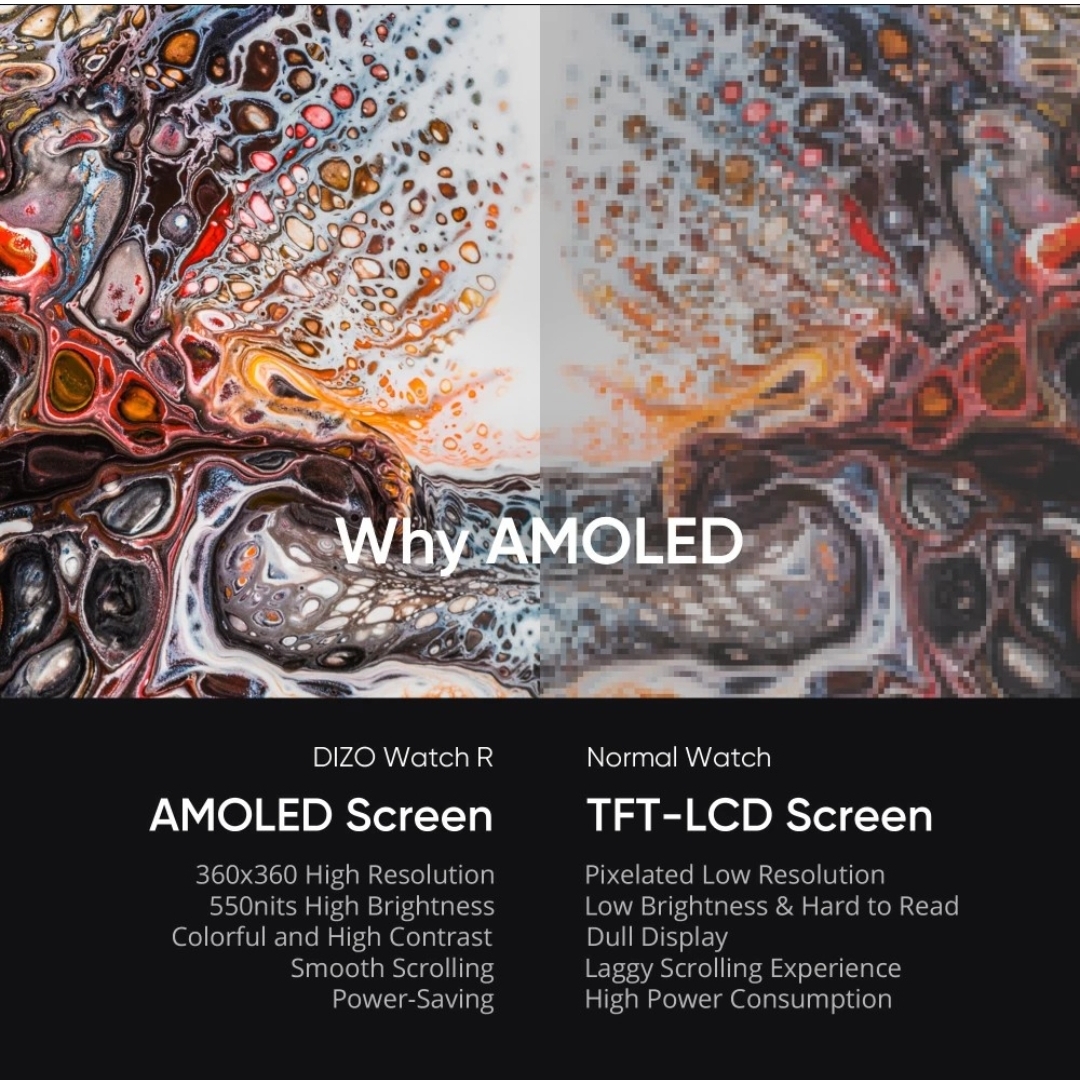 Why AMOLED
DIZO Watch R
AMOLED Screen
360x360 High Resolution
550nits High Brightness
Colorful and High Contrast
Smooth Scrolling
Power-Saving
Normal Watch
TFT-LCD Screen
Pixelated Low Resolution
Low Brightness & Hard to Read
Dull Display
Laggy Scrolling Experience
High Power Consumption